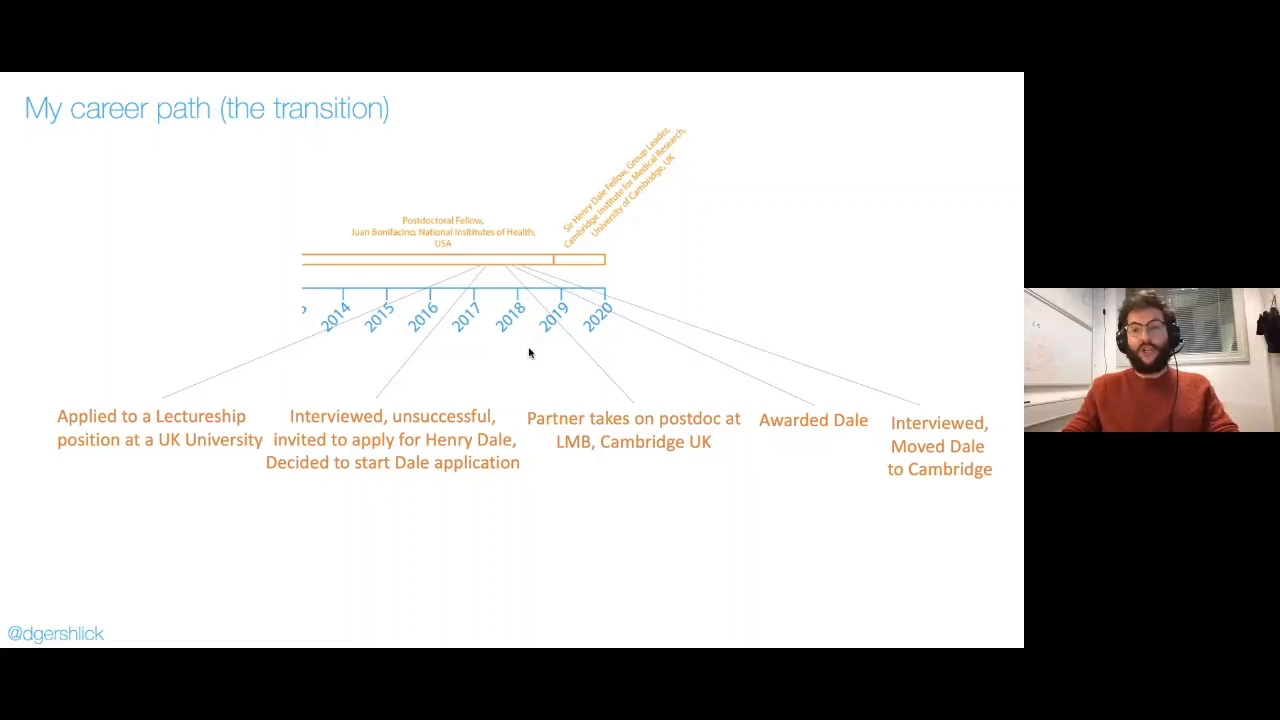 My career path (the transition)
Sir Henry Dale Fellow, Group Leader,
Cambridge Institute for Medical Research,
University of Cambridge, UK
Postdoctoral Fellow,
Juan Bonifacino, National Insititutes of Health,
USA
2014
2015
2016
2017
2018
2019
2020
Applied to a Lectureship
position at a UK University
Interviewed, unsuccessful,
invited to apply for Henry Dale,
Decided to start Dale application
Partner takes on postdoc at
LMB, Cambridge UK
Awarded Dale
Interviewed,
Moved Dale
to Cambridge
@dgershlick